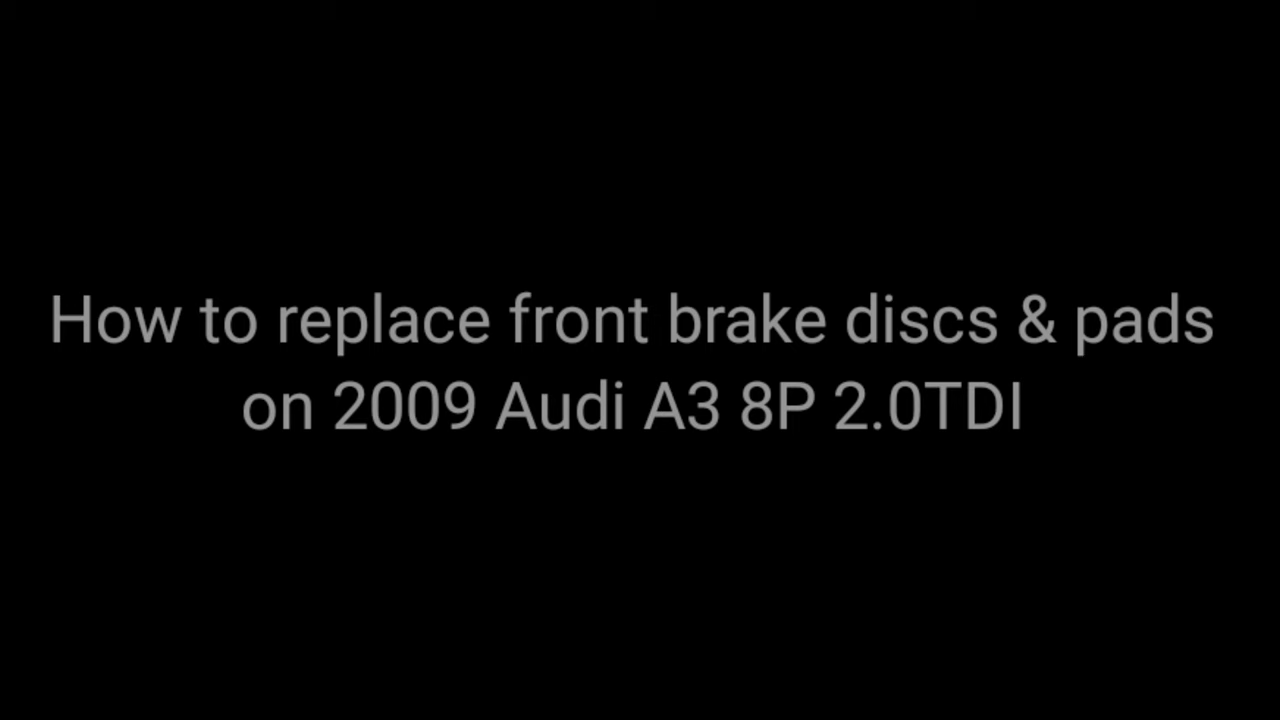 How to replace front brake discs & pads
on 2009 Audi A3 8P 2.0TDI